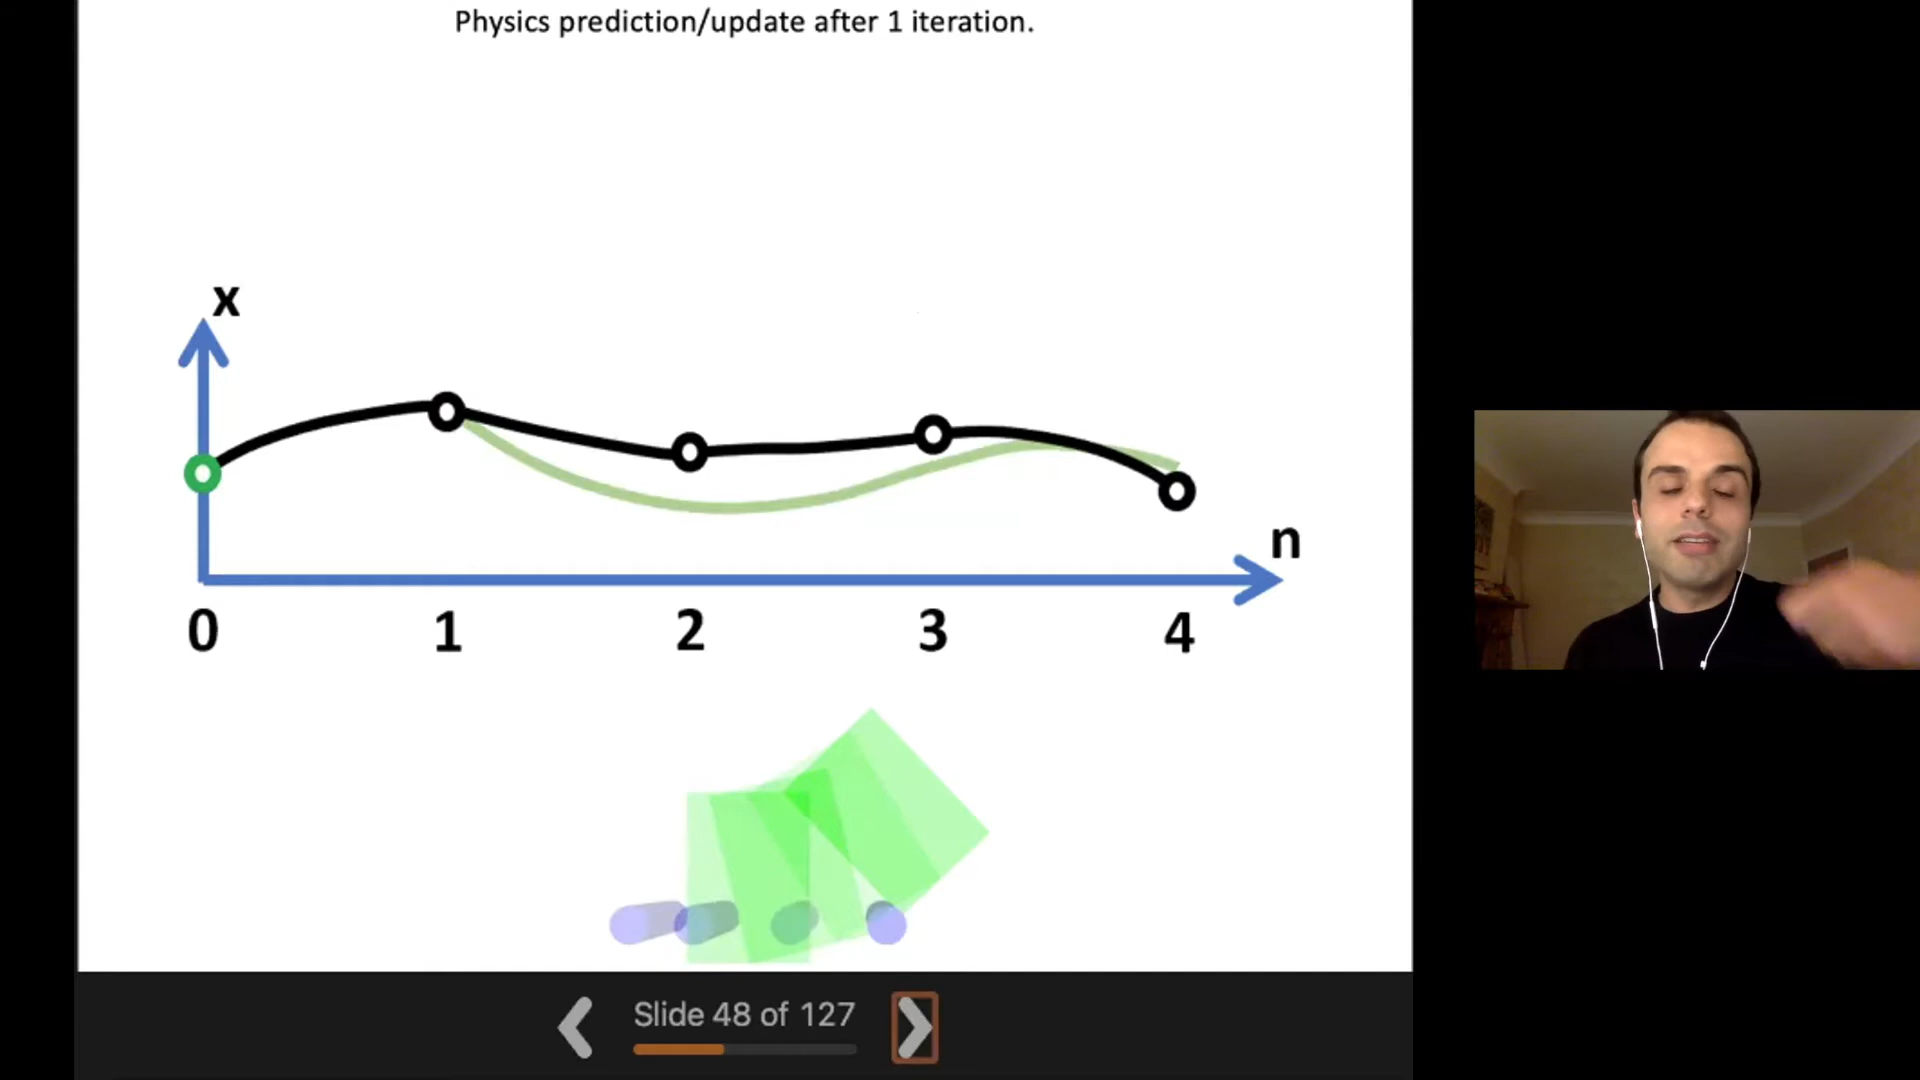 Physics prediction/update after 1 iteration.
x
n
0 1 2 3 4
Slide 48 of 127